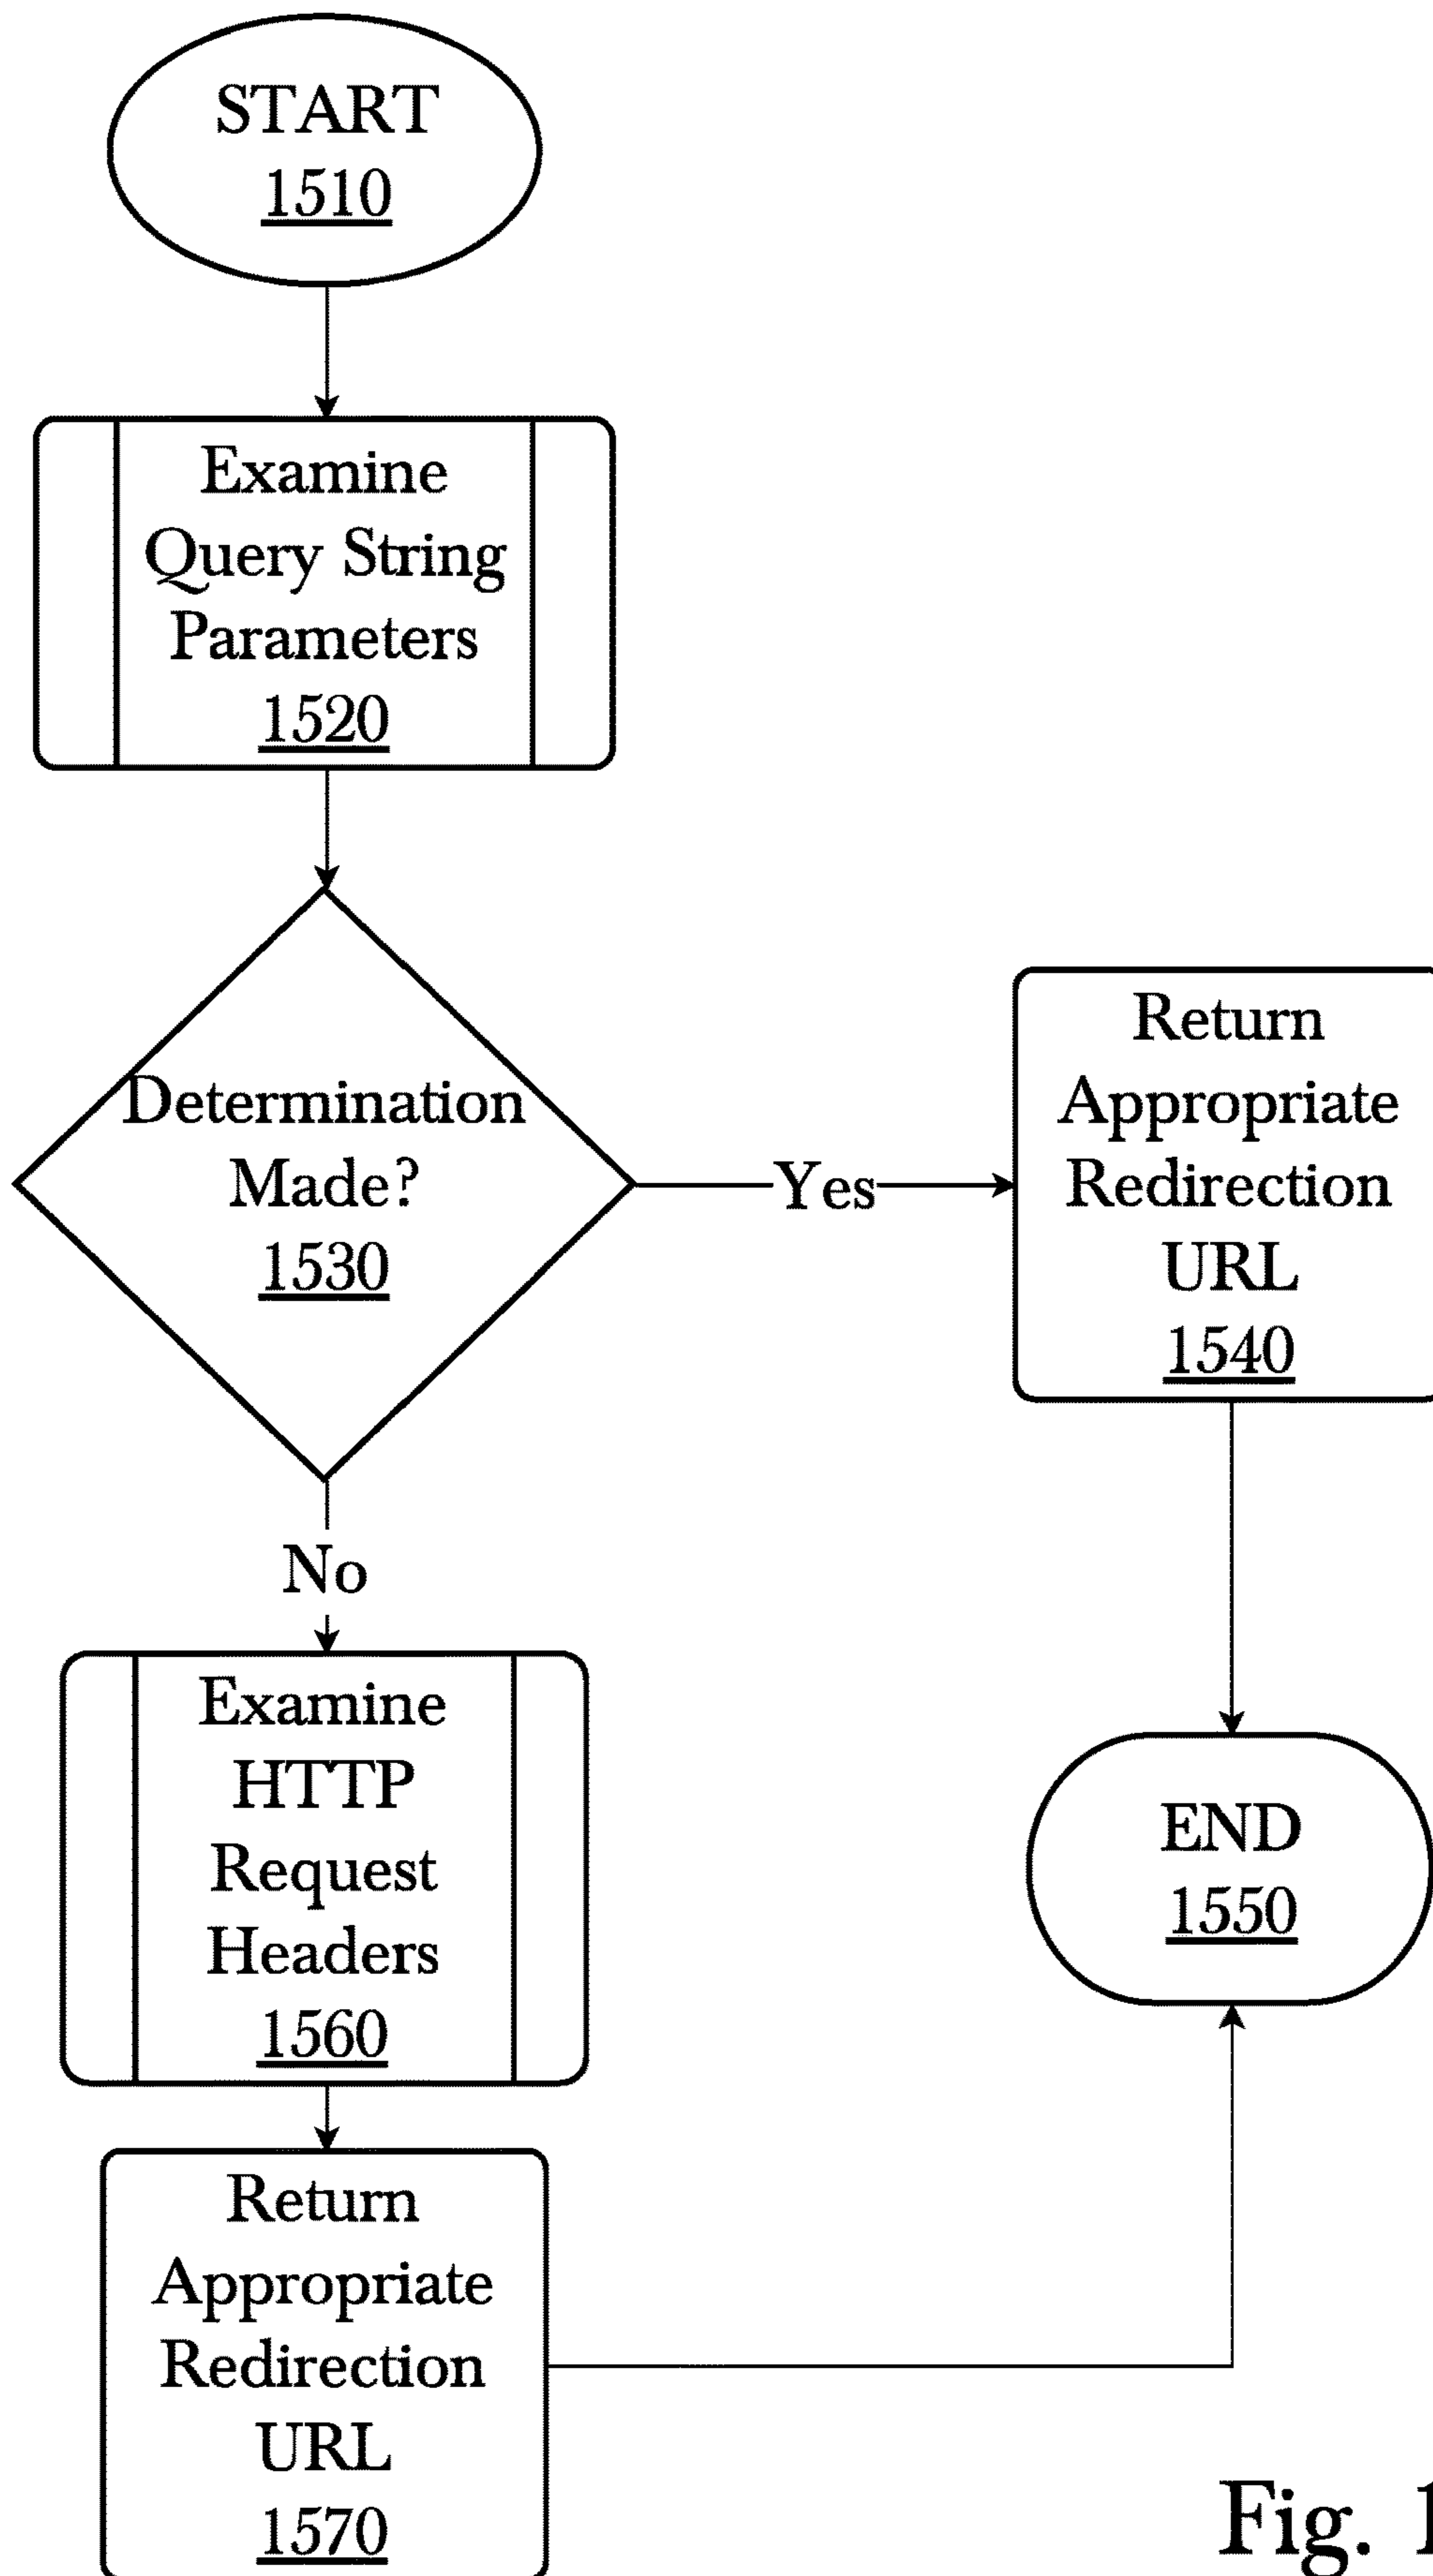 START
1510
Examine
Query String
Parameters
1520
Determination
Made?
1530
Yes
Return
Appropriate
Redirection
URL
1540
No
Examine
HTTP
Request
Headers
1560
END
1550
Return
Appropriate
Redirection
URL
1570
Fig.